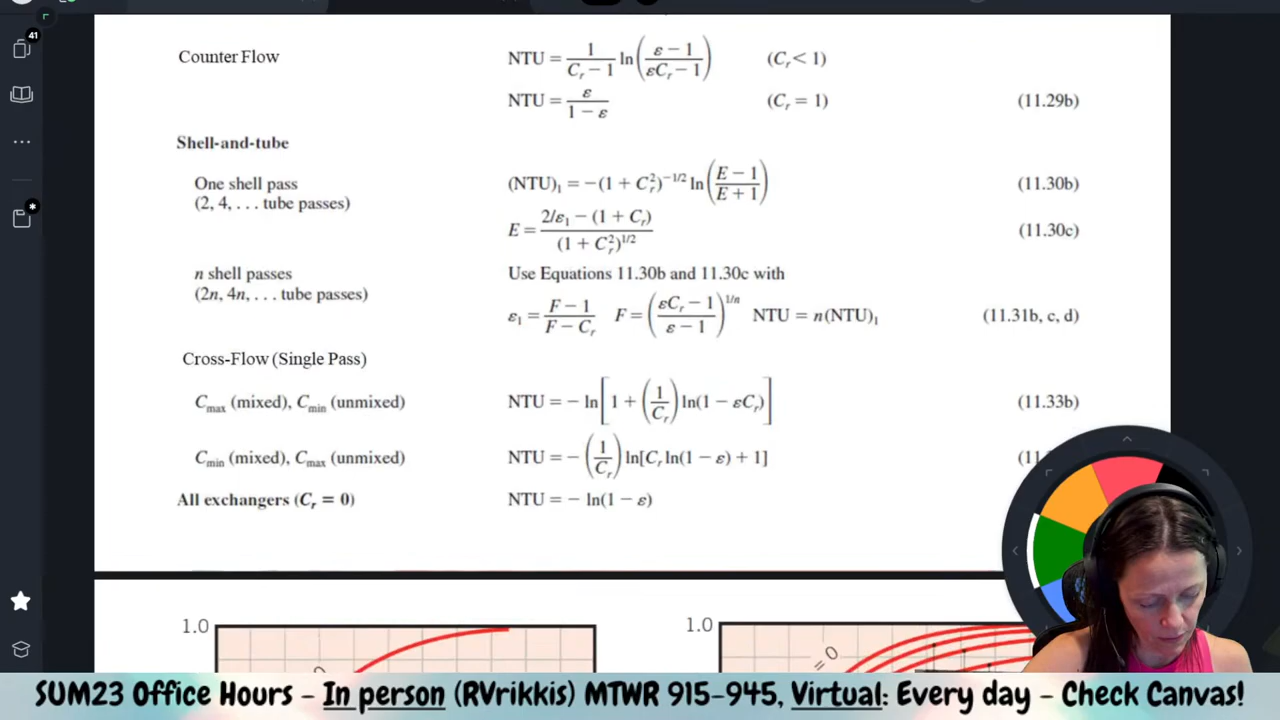 41
Counter Flow
NTU = 1/(Cr − 1) ln((ε − 1)/(εCr − 1)) (Cr < 1)
NTU = ε/(1 − ε) (Cr = 1) (11.29b)
Shell-and-tube
One shell pass
(2, 4, . . . tube passes)
(NTU)1 = −(1 + Cr²)^−1/2 ln((E − 1)/(E + 1)) (11.30b)
E = (2/ε1 − (1 + Cr))/(1 + Cr²)^1/2 (11.30c)
n shell passes
(2n, 4n, . . . tube passes)
Use Equations 11.30b and 11.30c with
ε1 = (F − 1)/(F − Cr) F = ((εCr − 1)/(ε − 1))^1/n NTU = n(NTU)1 (11.31b, c, d)
Cross-Flow (Single Pass)
Cmax (mixed), Cmin (unmixed) NTU = − ln[1 + (1/Cr) ln(1 − εCr)] (11.33b)
Cmin (mixed), Cmax (unmixed) NTU = −(1/Cr) ln[Cr ln(1 − ε) + 1]
All exchangers (Cr = 0) NTU = − ln(1 − ε)
1.0
1.0
= 0
SUM23 Office Hours - In person (RVrikkis) MTWR 915-945, Virtual: Every day - Check Canvas!